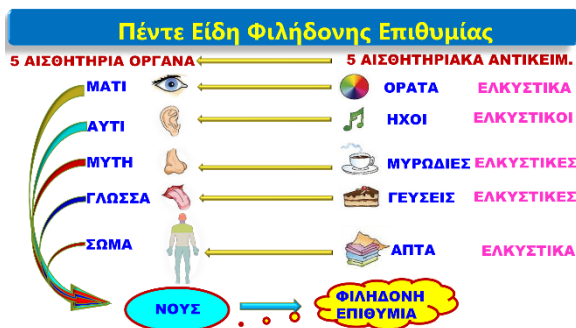 Πέντε Είδη Φιλήδονης Επιθυμίας
5 ΑΙΣΘΗΤΗΡΙΑ ΟΡΓΑΝΑ 5 ΑΙΣΘΗΤΗΡΙΑΚΑ ΑΝΤΙΚΕΙΜ.
ΜΑΤΙ ΟΡΑΤΑ ΕΛΚΥΣΤΙΚΑ
ΑΥΤΙ ΗΧΟΙ ΕΛΚΥΣΤΙΚΟΙ
ΜΥΤΗ ΜΥΡΩΔΙΕΣ ΕΛΚΥΣΤΙΚΕΣ
ΓΛΩΣΣΑ ΓΕΥΣΕΙΣ ΕΛΚΥΣΤΙΚΕΣ
ΣΩΜΑ ΑΠΤΑ ΕΛΚΥΣΤΙΚΑ
ΝΟΥΣ
ΦΙΛΗΔΟΝΗ
ΕΠΙΘΥΜΙΑ